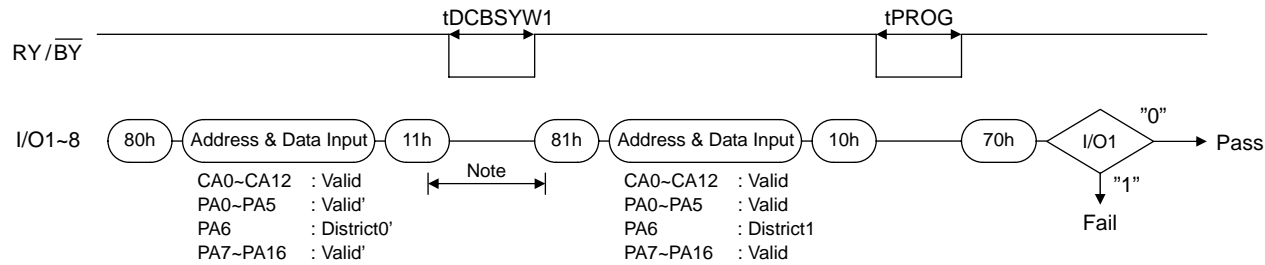 tDCBSYW1 tPROG
RY/BY
I/O1~8 80h Address & Data Input 11h 81h Address & Data Input 10h 70h I/O1 "0" Pass
Note "1"
CA0~CA12 : Valid CA0~CA12 : Valid
PA0~PA5 : Valid' PA0~PA5 : Valid
Fail
PA6 : District0' PA6 : District1
PA7~PA16 : Valid' PA7~PA16 : Valid